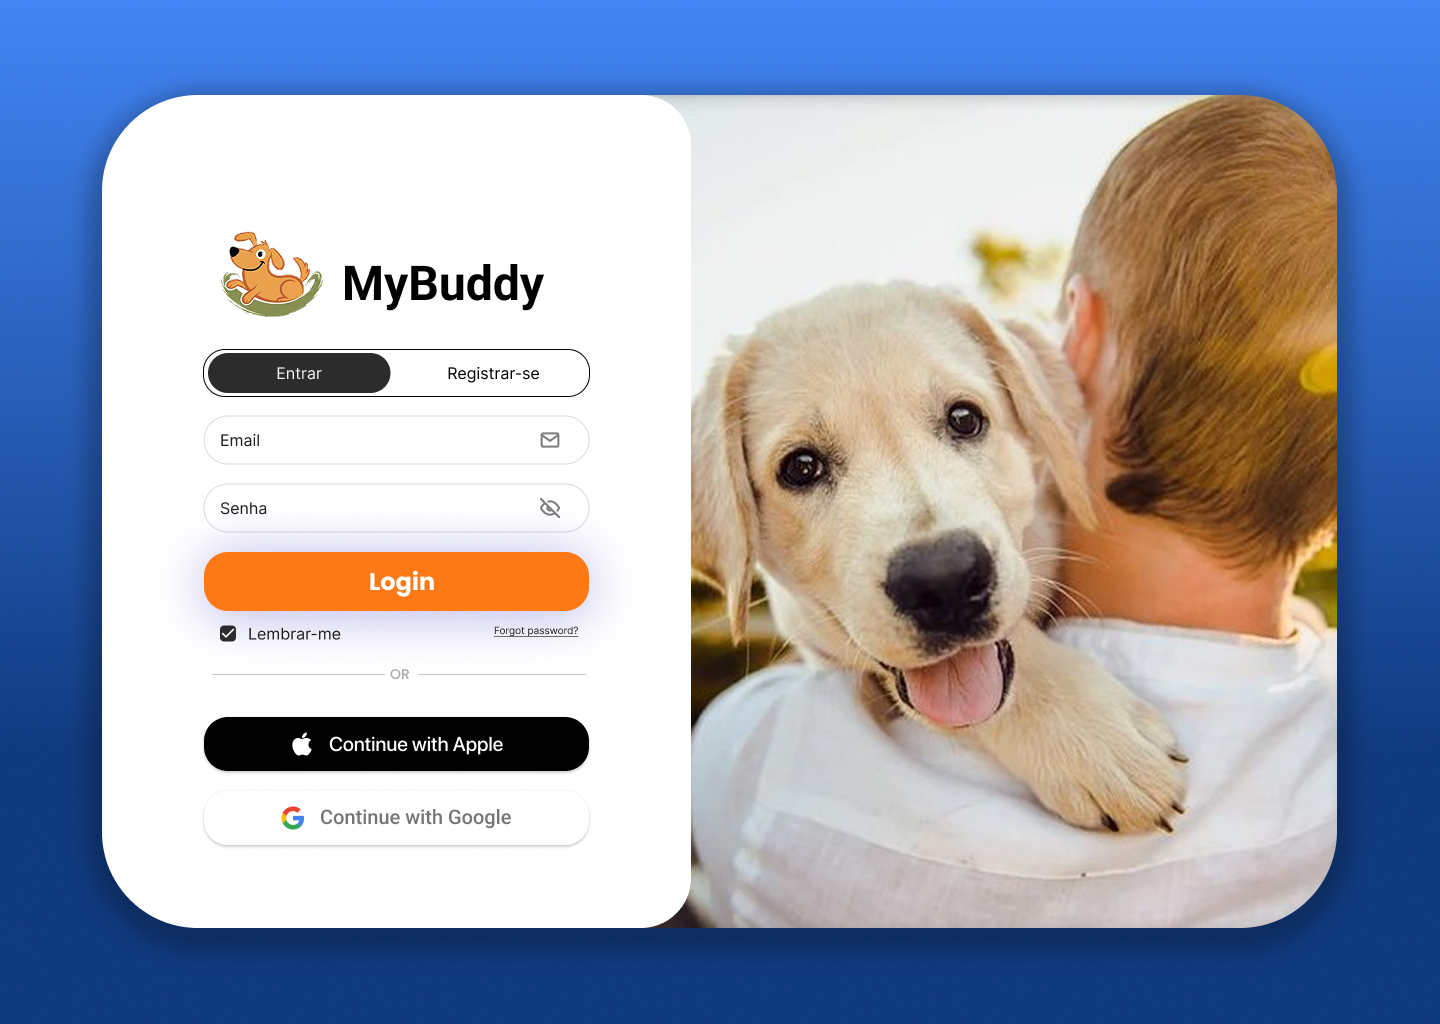 MyBuddy
Entrar Registrar-se
Email
Senha
Login
Lembrar-me Forgot password?
OR
Continue with Apple
Continue with Google